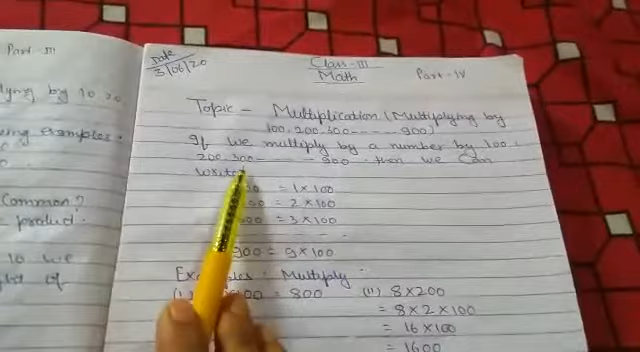 Part-III
Date
3/06/20
Class-III
Math
Part-IV
lying by 10 20
Topic - Multiplication (Multiplying by
100, 200, 300 ---- 900)
ing examples:
If we multiply by a number by 100.
200, 300 - - - - 900. then we can
write
= 1×100
= 2×100
= 3×100
900 = 9×100
Common?
product.
10 we
of
Examples: Multiply.
(i) = 800
(ii) 8×200
= 8×2×100
= 16×100
= 1600